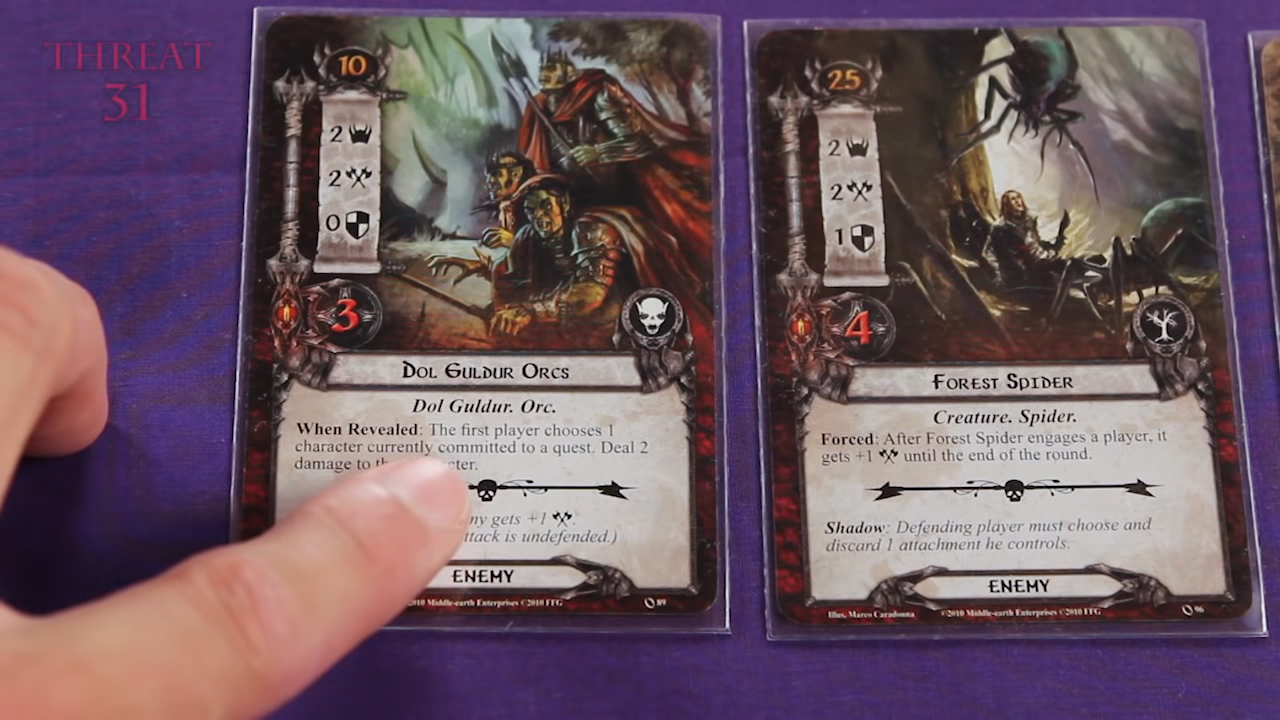 THREAT
31
10
2
2
0
3
DOL GULDUR ORCS
Dol Guldur. Orc.
When Revealed: The first player chooses 1
character currently committed to a quest. Deal 2
damage to
gets +1
is undefended.)
ENEMY
2010 Middle-earth Enterprises ©2010 FFG
89
25
2
2
1
4
FOREST SPIDER
Creature. Spider.
Forced: After Forest Spider engages a player, it
gets +1 until the end of the round.
Shadow: Defending player must choose and
discard 1 attachment he controls.
ENEMY
Illus. Marco Caradonna ©2010 Middle-earth Enterprises ©2010 FFG 96